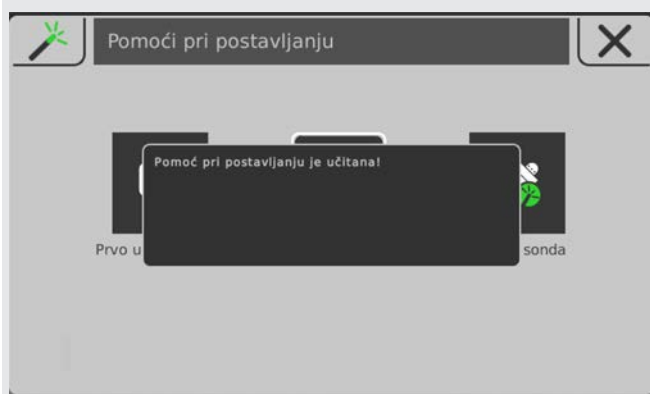 Pomoći pri postavljanju
Pomoć pri postavljanju je učitana!
Prvo u
sonda